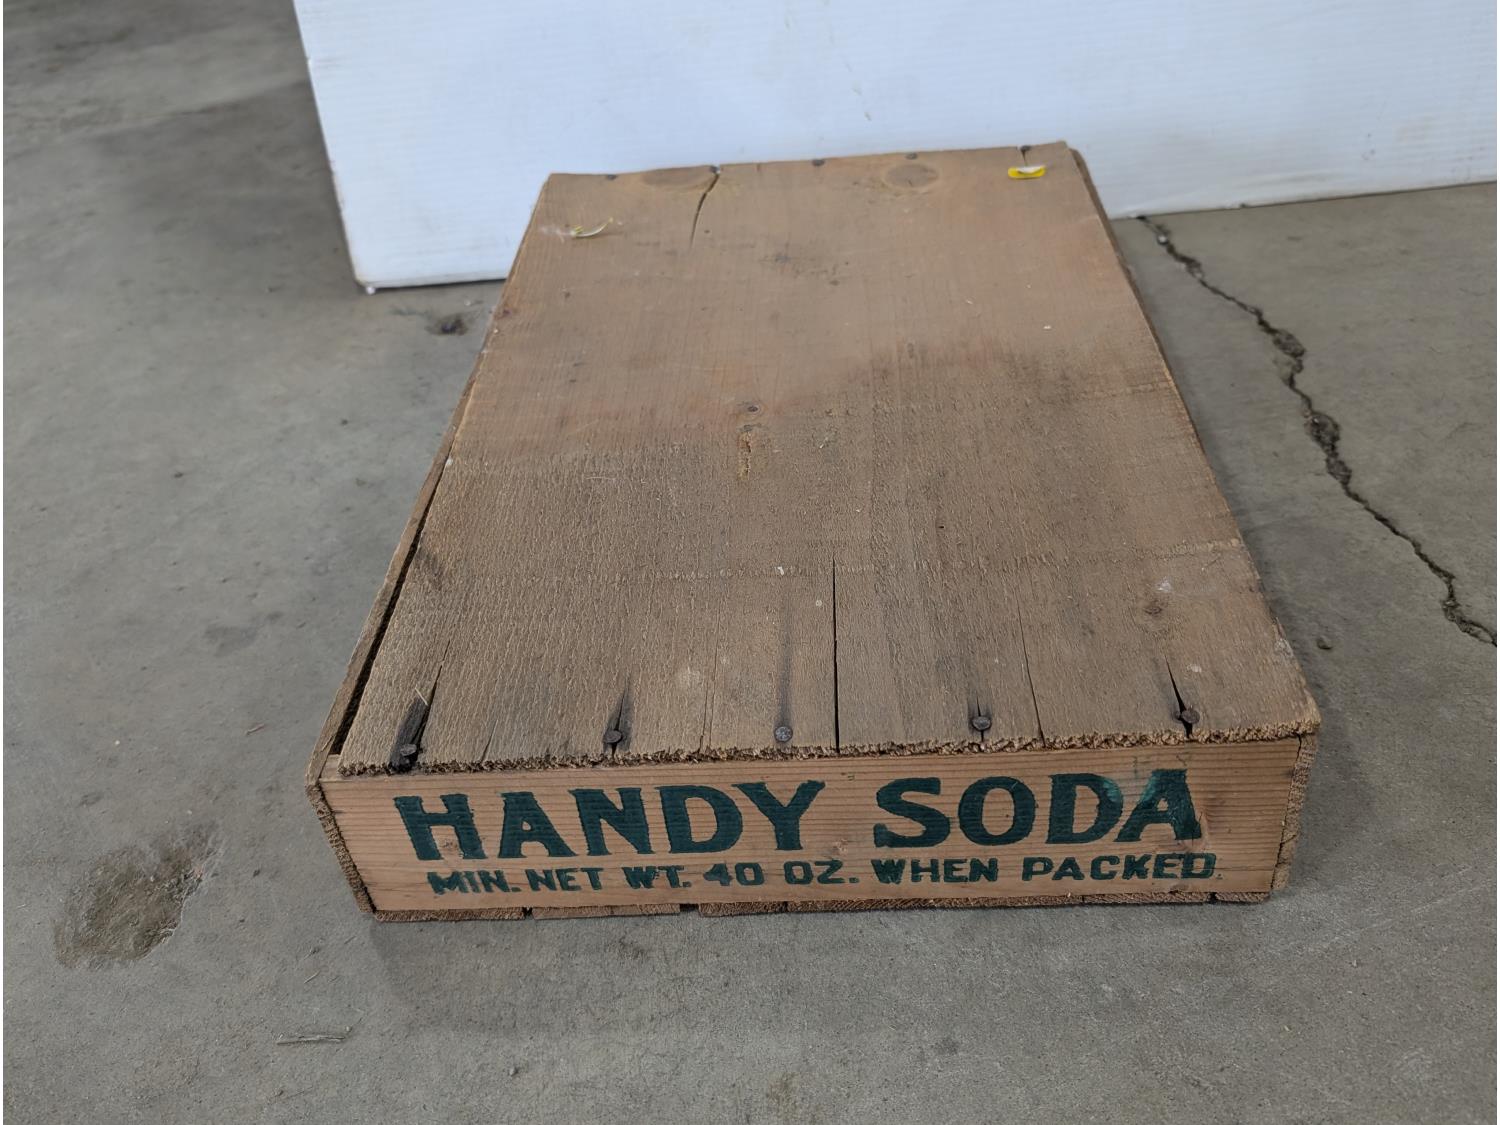 HANDY SODA
MIN. NET WT. 40 OZ. WHEN PACKED.